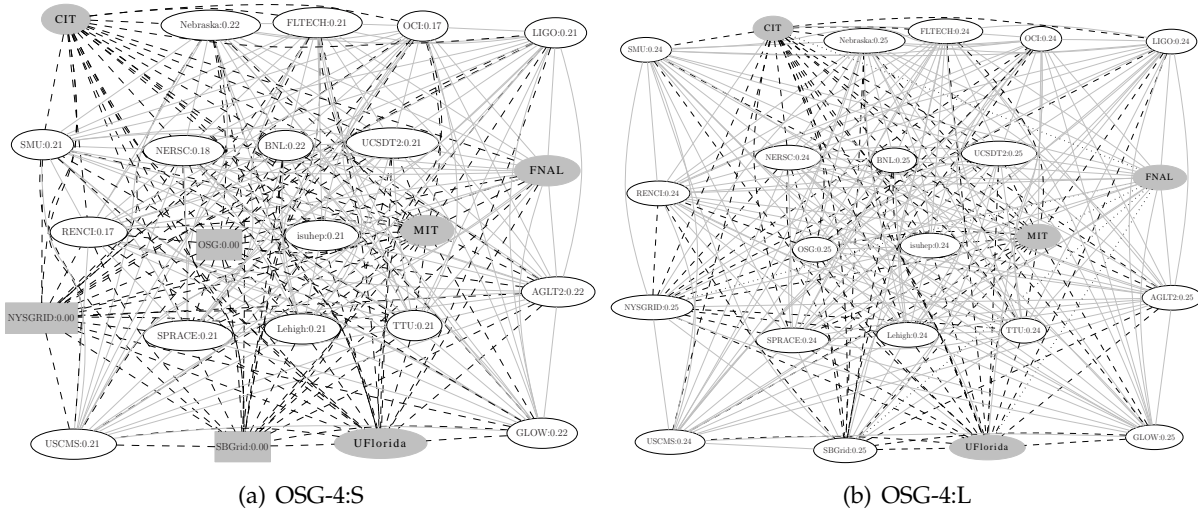 CIT
Nebraska:0.22
FLTECH:0.21
OCI:0.17
LIGO:0.21
SMU:0.21
NERSC:0.18
BNL:0.22
UCSDT2:0.21
FNAL
RENCI:0.17
OSG:0.00
isuhep:0.21
MIT
AGLT2:0.22
NYSGRID:0.00
SPRACE:0.21
Lehigh:0.21
TTU:0.21
USCMS:0.21
SBGrid:0.00
UFlorida
GLOW:0.22
(a) OSG-4:S
CIT
Nebraska:0.25
FLTECH:0.24
OCI:0.24
LIGO:0.24
SMU:0.24
NERSC:0.24
BNL:0.25
UCSDT2:0.25
FNAL
RENCI:0.24
OSG:0.25
isuhep:0.24
MIT
AGLT2:0.25
NYSGRID:0.25
SPRACE:0.24
Lehigh:0.24
TTU:0.24
USCMS:0.24
SBGrid:0.25
UFlorida
GLOW:0.25
(b) OSG-4:L